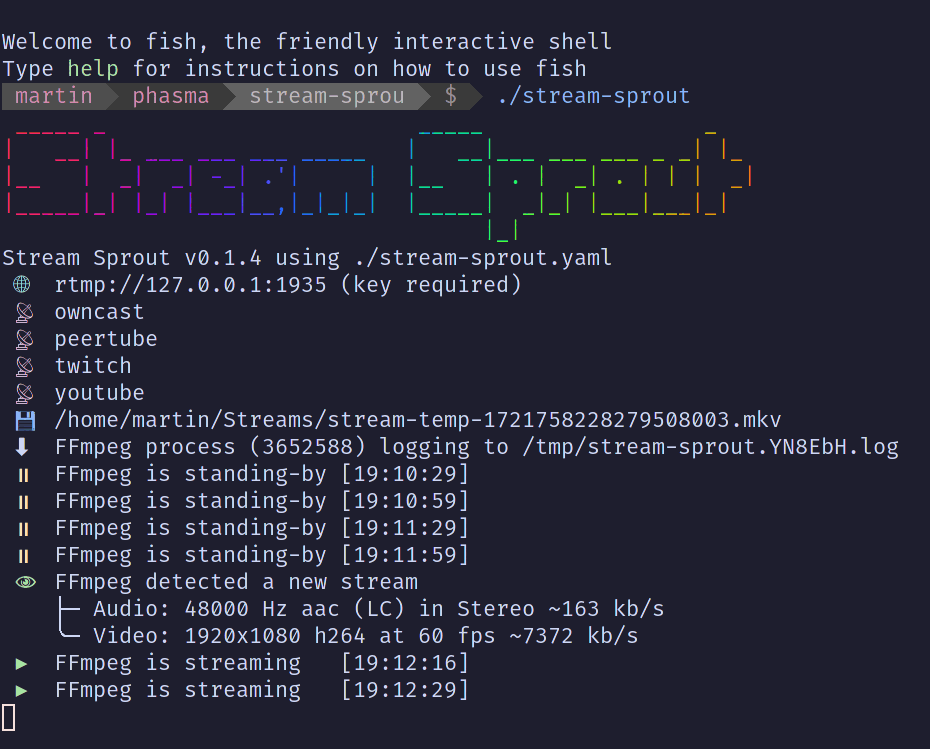 Welcome to fish, the friendly interactive shell
Type help for instructions on how to use fish
martin phasma stream-sprou $ ./stream-sprout
Stream Sprout
Stream Sprout v0.1.4 using ./stream-sprout.yaml
rtmp://127.0.0.1:1935 (key required)
owncast
peertube
twitch
youtube
/home/martin/Streams/stream-temp-1721758228279508003.mkv
FFmpeg process (3652588) logging to /tmp/stream-sprout.YN8EbH.log
FFmpeg is standing-by [19:10:29]
FFmpeg is standing-by [19:10:59]
FFmpeg is standing-by [19:11:29]
FFmpeg is standing-by [19:11:59]
FFmpeg detected a new stream
Audio: 48000 Hz aac (LC) in Stereo ~163 kb/s
Video: 1920x1080 h264 at 60 fps ~7372 kb/s
FFmpeg is streaming [19:12:16]
FFmpeg is streaming [19:12:29]